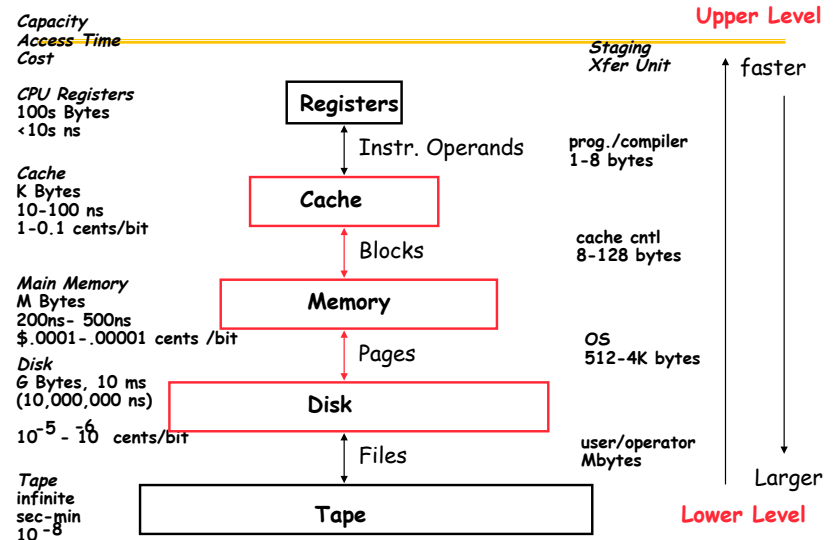 Capacity
Access Time
Cost
Upper Level
Staging
Xfer Unit
faster
CPU Registers
100s Bytes
<10s ns
Registers
Instr. Operands
prog./compiler
1-8 bytes
Cache
K Bytes
10-100 ns
1-0.1 cents/bit
Cache
Blocks
cache cntl
8-128 bytes
Main Memory
M Bytes
200ns- 500ns
$.0001-.00001 cents /bit
Memory
Pages
OS
512-4K bytes
Disk
G Bytes, 10 ms
(10,000,000 ns)
10^-5 - 10^-6 cents/bit
Disk
Files
user/operator
Mbytes
Larger
Tape
infinite
sec-min
10^-8
Tape
Lower Level